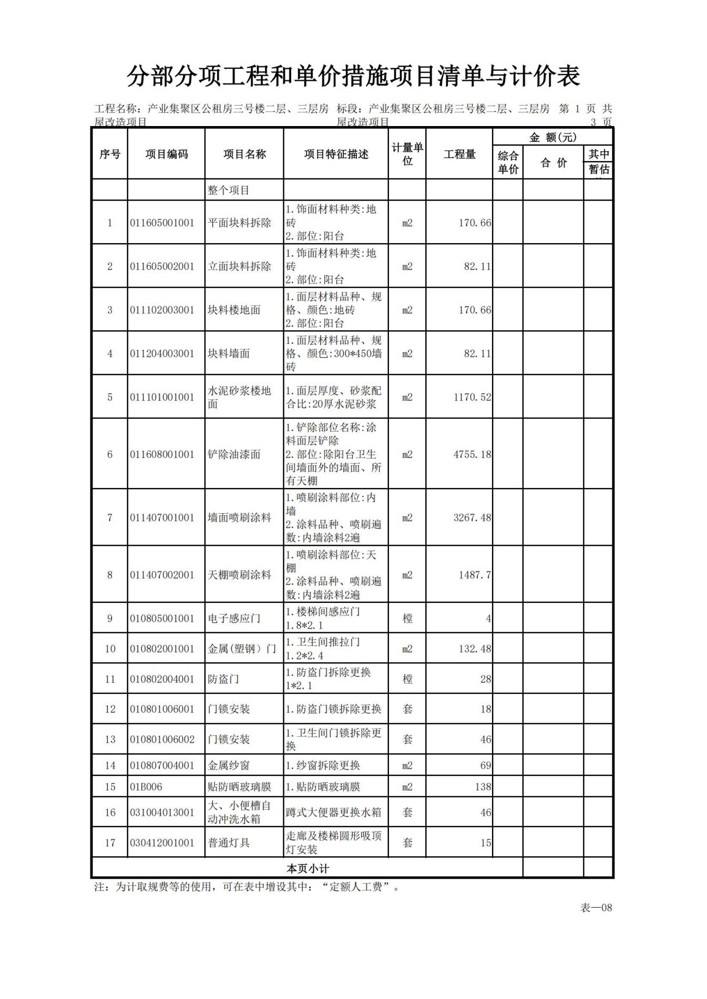 分部分项工程和单价措施项目清单与计价表
工程名称：产业集聚区公租房三号楼二层、三层房 标段：产业集聚区公租房三号楼二层、三层房 第 1 页 共
屋改造项目 屋改造项目 3 页
序号 项目编码 项目名称 项目特征描述 计量单位 工程量 金 额(元)
综合单价 合 价 其中
暂估
整个项目
1 011605001001 平面块料拆除 1.饰面材料种类:地
砖
2.部位:阳台 m2 170.66
2 011605002001 立面块料拆除 1.饰面材料种类:地
砖
2.部位:阳台 m2 82.11
3 011102003001 块料楼地面 1.面层材料品种、规
格、颜色:地砖
2.部位:阳台 m2 170.66
4 011204003001 块料墙面 1.面层材料品种、规
格、颜色:300*450墙
砖 m2 82.11
5 011101001001 水泥砂浆楼地
面 1.面层厚度、砂浆配
合比:20厚水泥砂浆 m2 1170.52
6 011608001001 铲除油漆面 1.铲除部位名称:涂
料面层铲除
2.部位:除阳台卫生
间墙面外的墙面、所
有天棚 m2 4755.18
7 011407001001 墙面喷刷涂料 1.喷刷涂料部位:内
墙
2.涂料品种、喷刷遍
数:内墙涂料2遍 m2 3267.48
8 011407002001 天棚喷刷涂料 1.喷刷涂料部位:天
棚
2.涂料品种、喷刷遍
数:内墙涂料2遍 m2 1487.7
9 010805001001 电子感应门 1.楼梯间感应门
1.8*2.1 樘 4
10 010802001001 金属(塑钢）门 1.卫生间推拉门
1.2*2.4 m2 132.48
11 010802004001 防盗门 1.防盗门拆除更换
1*2.1 樘 28
12 010801006001 门锁安装 1.防盗门锁拆除更换 套 18
13 010801006002 门锁安装 1.卫生间门锁拆除更
换 套 46
14 010807004001 金属纱窗 1.纱窗拆除更换 m2 69
15 01B006 贴防晒玻璃膜 1.贴防晒玻璃膜 m2 138
16 031004013001 大、小便槽自
动冲洗水箱 蹲式大便器更换水箱 套 46
17 030412001001 普通灯具 走廊及楼梯圆形吸顶
灯安装 套 15
本页小计
注：为计取规费等的使用，可在表中增设其中：“定额人工费”。
表—08